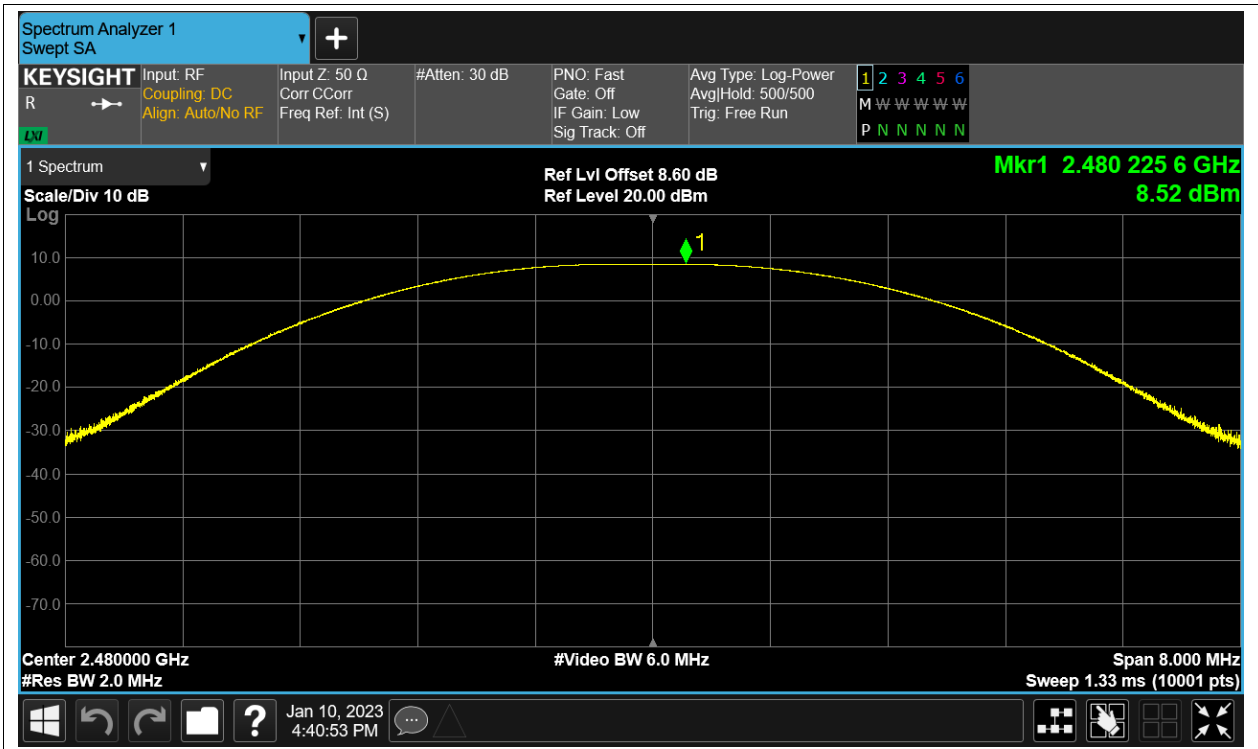 Spectrum Analyzer 1
Swept SA
+
KEYSIGHT
R
LXI
Input: RF
Coupling: DC
Align: Auto/No RF
Input Z: 50 Ω
Corr CCorr
Freq Ref: Int (S)
#Atten: 30 dB
PNO: Fast
Gate: Off
IF Gain: Low
Sig Track: Off
Avg Type: Log-Power
Avg|Hold: 500/500
Trig: Free Run
1 2 3 4 5 6
M W W W W W
P N N N N N
1 Spectrum
Scale/Div 10 dB
Log
Ref Lvl Offset 8.60 dB
Ref Level 20.00 dBm
Mkr1 2.480 225 6 GHz
8.52 dBm
1
10.0
0.00
-10.0
-20.0
-30.0
-40.0
-50.0
-60.0
-70.0
Center 2.480000 GHz
#Res BW 2.0 MHz
#Video BW 6.0 MHz
Span 8.000 MHz
Sweep 1.33 ms (10001 pts)
?
Jan 10, 2023
4:40:53 PM